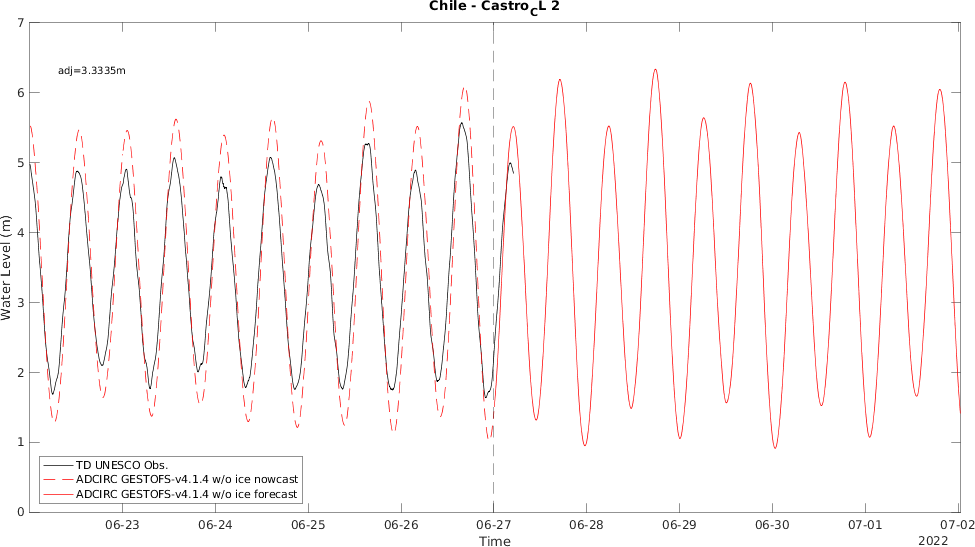 Chile - CastroCL 2
7
adj=3.3335m
6
5
4
3
2
1
0
Water Level (m)
TD UNESCO Obs.
ADCIRC GESTOFS-v4.1.4 w/o ice nowcast
ADCIRC GESTOFS-v4.1.4 w/o ice forecast
06-23 06-24 06-25 06-26 06-27 06-28 06-29 06-30 07-01 07-02
Time
2022